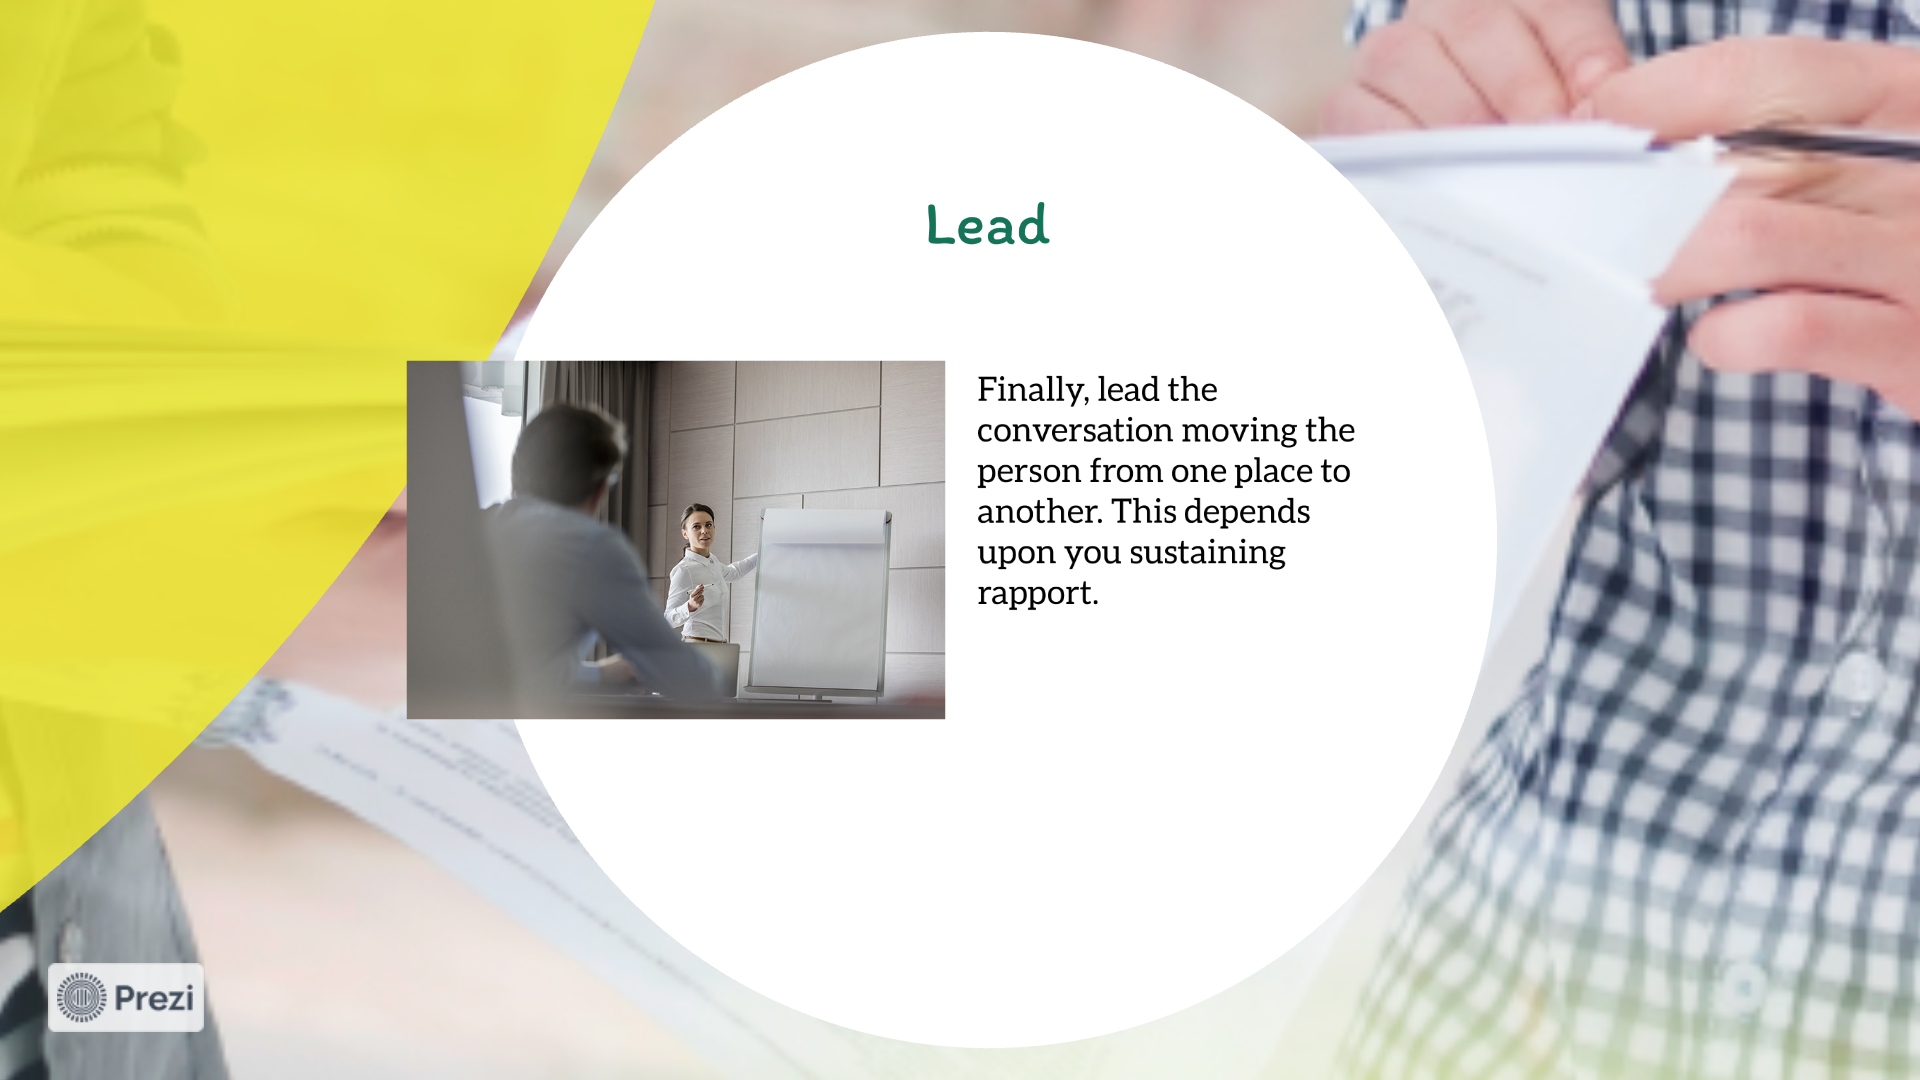 Lead
Finally, lead the
conversation moving the
person from one place to
another. This depends
upon you sustaining
rapport.
Prezi